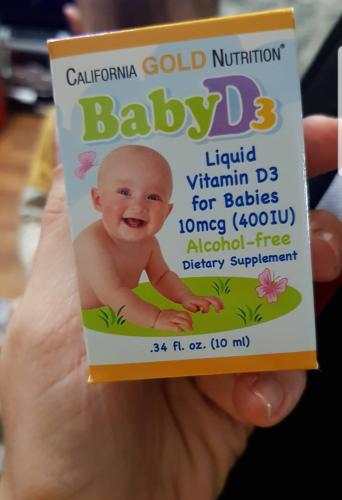 CALIFORNIA GOLD NUTRITION®
BabyD3
Liquid
Vitamin D3
for Babies
10mcg (400IU)
Alcohol-free
Dietary Supplement
.34 fl. oz. (10 ml)